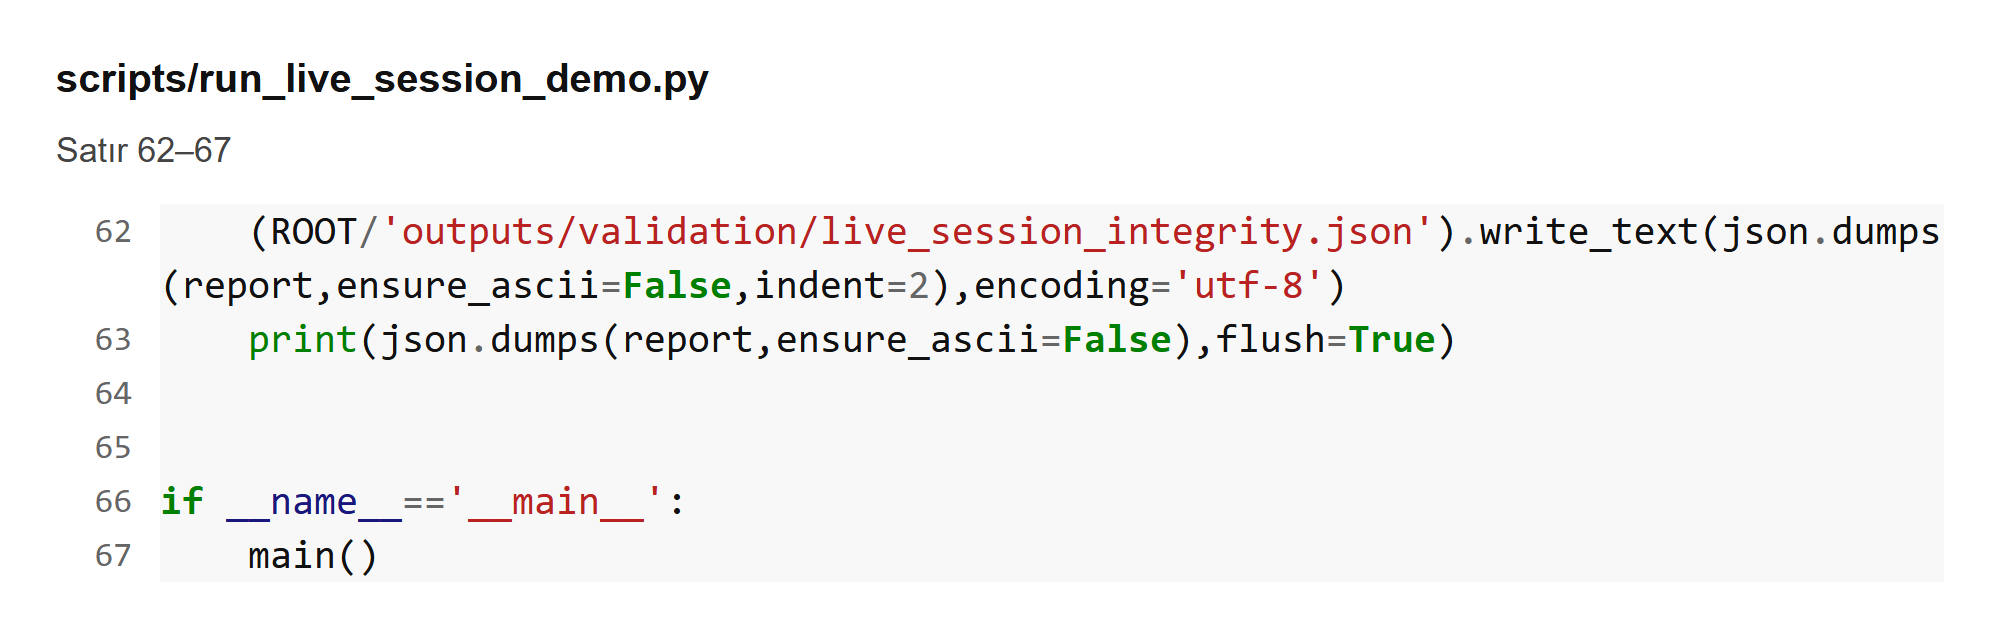 scripts/run_live_session_demo.py
Satır 62–67
62     (ROOT/'outputs/validation/live_session_integrity.json').write_text(json.dumps
(report,ensure_ascii=False,indent=2),encoding='utf-8')
63     print(json.dumps(report,ensure_ascii=False),flush=True)
64
65
66 if __name__=='__main__':
67     main()